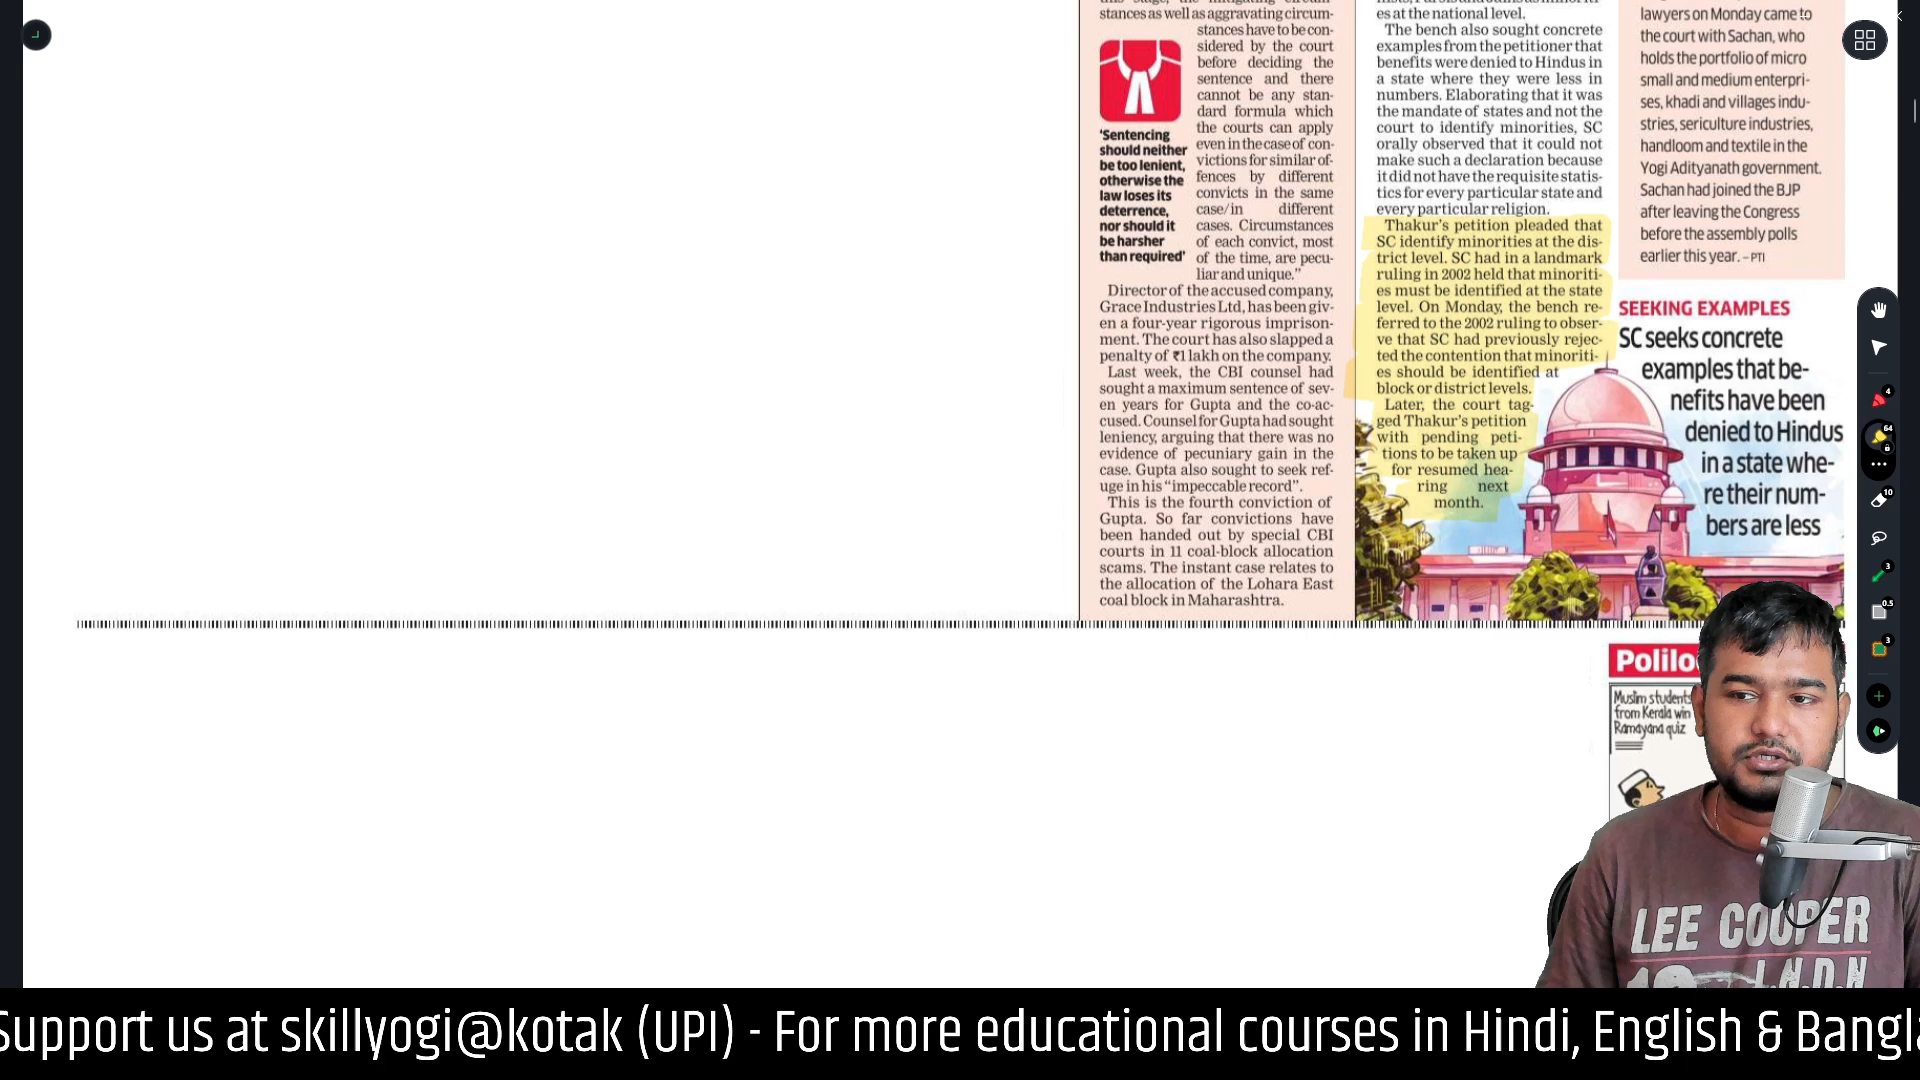 stances as well as aggravating circum-
stances have to be con-
sidered by the court
before deciding the
sentence and there
cannot be any stan-
dard formula which
the courts can apply
even in the case of con-
victions for similar of-
fences by different
convicts in the same
case/in different
cases. Circumstances
of each convict, most
of the time, are pecu-
liar and unique."
'Sentencing
should neither
be too lenient,
otherwise the
law loses its
deterrence,
nor should it
be harsher
than required'
Director of the accused company,
Grace Industries Ltd, has been giv-
en a four-year rigorous imprison-
ment. The court has also slapped a
penalty of ₹1 lakh on the company.
Last week, the CBI counsel had
sought a maximum sentence of sev-
en years for Gupta and the co-ac-
cused. Counsel for Gupta had sought
leniency, arguing that there was no
evidence of pecuniary gain in the
case. Gupta also sought to seek ref-
uge in his "impeccable record".
This is the fourth conviction of
Gupta. So far convictions have
been handed out by special CBI
courts in 11 coal-block allocation
scams. The instant case relates to
the allocation of the Lohara East
coal block in Maharashtra.
es at the national level.
The bench also sought concrete
examples from the petitioner that
benefits were denied to Hindus in
a state where they were less in
numbers. Elaborating that it was
the mandate of states and not the
court to identify minorities, SC
orally observed that it could not
make such a declaration because
it did not have the requisite statis-
tics for every particular state and
every particular religion.
Thakur's petition pleaded that
SC identify minorities at the dis-
trict level. SC had in a landmark
ruling in 2002 held that minoriti-
es must be identified at the state
level. On Monday, the bench re-
ferred to the 2002 ruling to obser-
ve that SC had previously rejec-
ted the contention that minoriti-
es should be identified at
block or district levels.
Later, the court tag-
ged Thakur's petition
with pending peti-
tions to be taken up
for resumed hea-
ring next
month.
lawyers on Monday came to
the court with Sachan, who
holds the portfolio of micro
small and medium enterpri-
ses, khadi and villages indu-
stries, sericulture industries,
handloom and textile in the
Yogi Adityanath government.
Sachan had joined the BJP
after leaving the Congress
before the assembly polls
earlier this year. – PTI
SEEKING EXAMPLES
SC seeks concrete
examples that be-
nefits have been
denied to Hindus
in a state whe-
re their num-
bers are less
Polilo
Muslim students
from Kerala win
Ramayana quiz
4
64
10
3
0.5
3
LEE COOPER
Support us at skillyogi@kotak (UPI) - For more educational courses in Hindi, English & Bangla